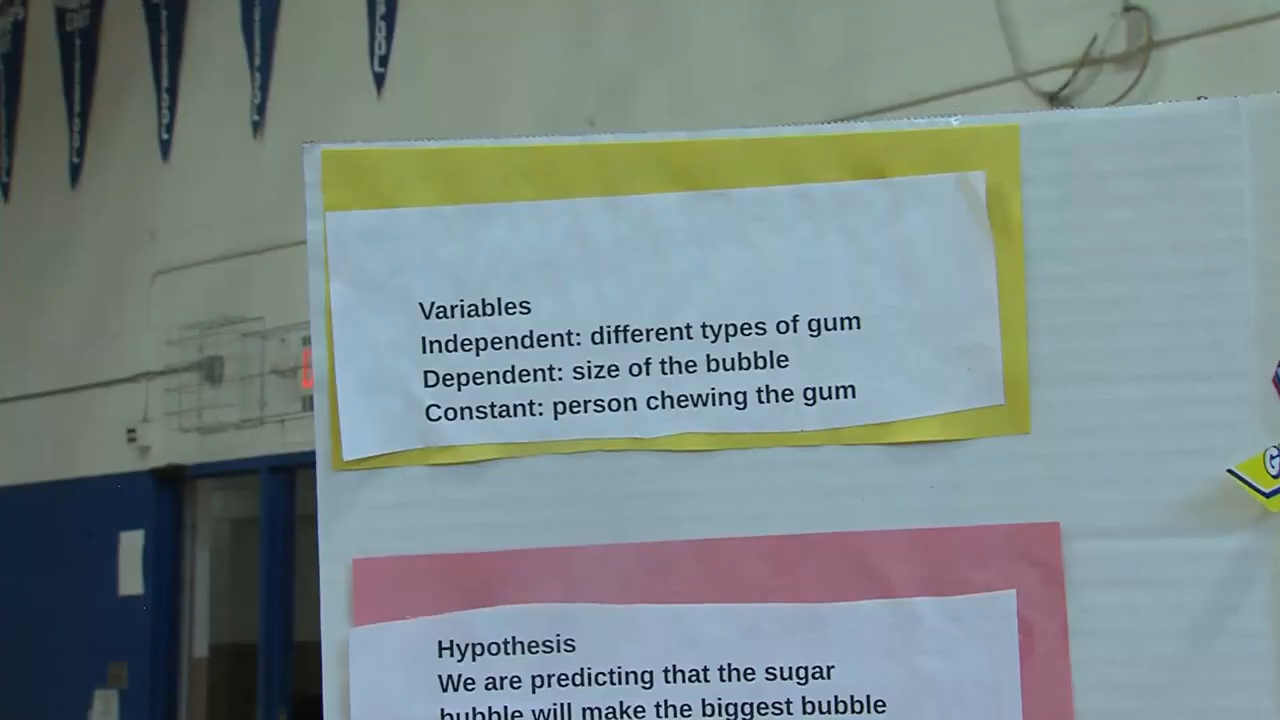 Variables
Independent: different types of gum
Dependent: size of the bubble
Constant: person chewing the gum
Hypothesis
We are predicting that the sugar
bubble will make the biggest bubble